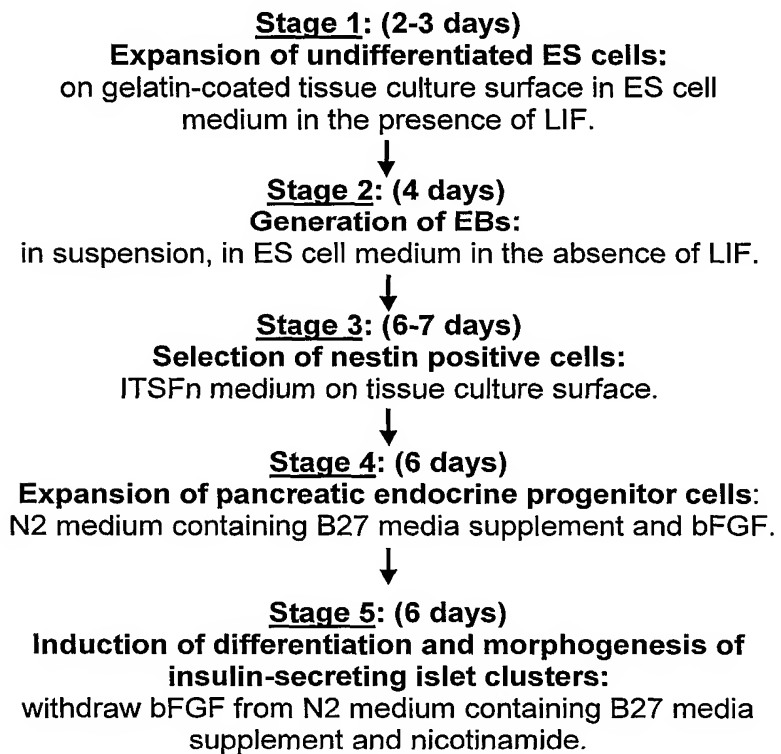 Stage 1: (2-3 days)
Expansion of undifferentiated ES cells:
on gelatin-coated tissue culture surface in ES cell
medium in the presence of LIF.
Stage 2: (4 days)
Generation of EBs:
in suspension, in ES cell medium in the absence of LIF.
Stage 3: (6-7 days)
Selection of nestin positive cells:
ITSFn medium on tissue culture surface.
Stage 4: (6 days)
Expansion of pancreatic endocrine progenitor cells:
N2 medium containing B27 media supplement and bFGF.
Stage 5: (6 days)
Induction of differentiation and morphogenesis of
insulin-secreting islet clusters:
withdraw bFGF from N2 medium containing B27 media
supplement and nicotinamide.